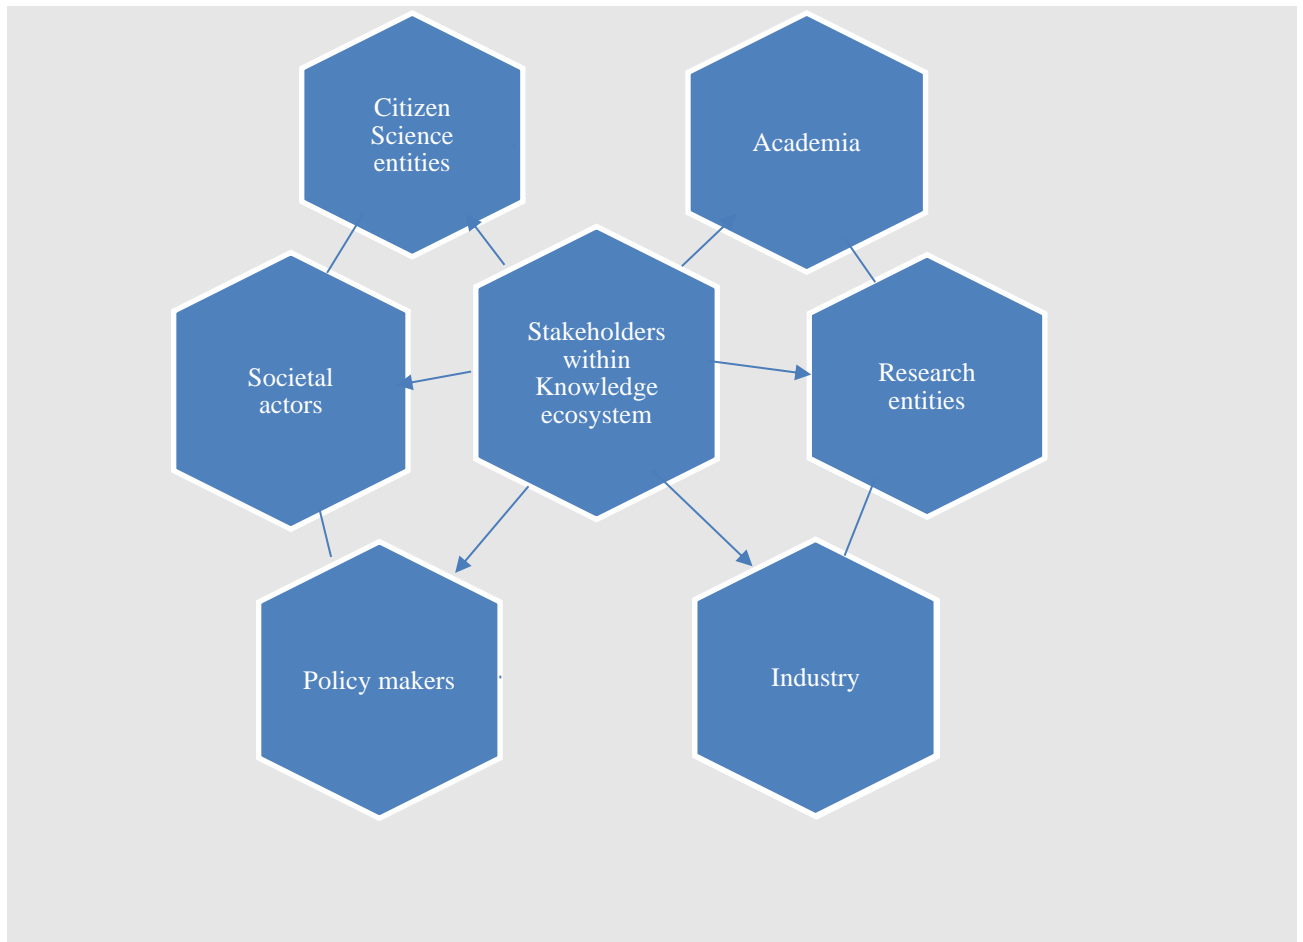 Citizen
Science
entities
Academia
Stakeholders
within
Knowledge
ecosystem
Societal
actors
Research
entities
Policy makers
Industry